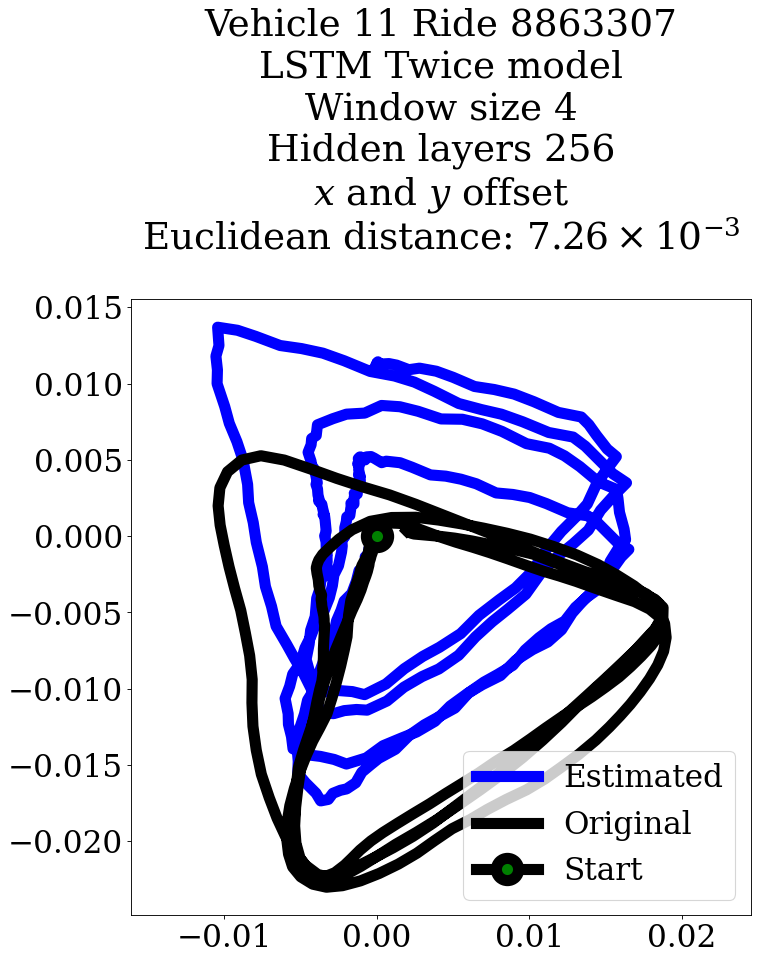 Vehicle 11 Ride 8863307
LSTM Twice model
Window size 4
Hidden layers 256
x and y offset
Euclidean distance: 7.26 × 10⁻³
0.015
0.010
0.005
0.000
−0.005
−0.010
−0.015
−0.020
Estimated
Original
Start
−0.01 0.00 0.01 0.02